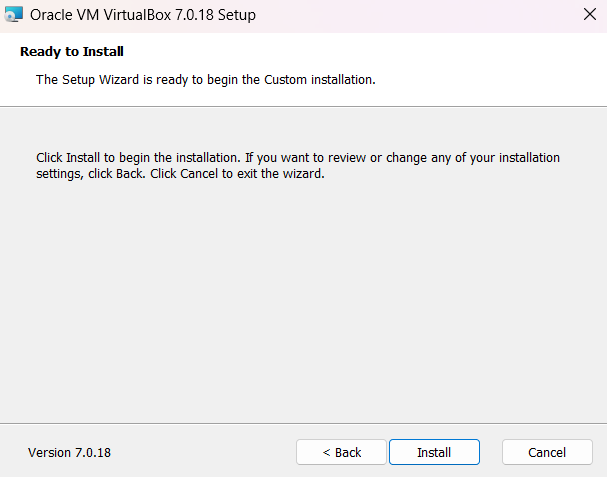 Oracle VM VirtualBox 7.0.18 Setup
Ready to Install
The Setup Wizard is ready to begin the Custom installation.
Click Install to begin the installation. If you want to review or change any of your installation
settings, click Back. Click Cancel to exit the wizard.
Version 7.0.18
< Back
Install
Cancel